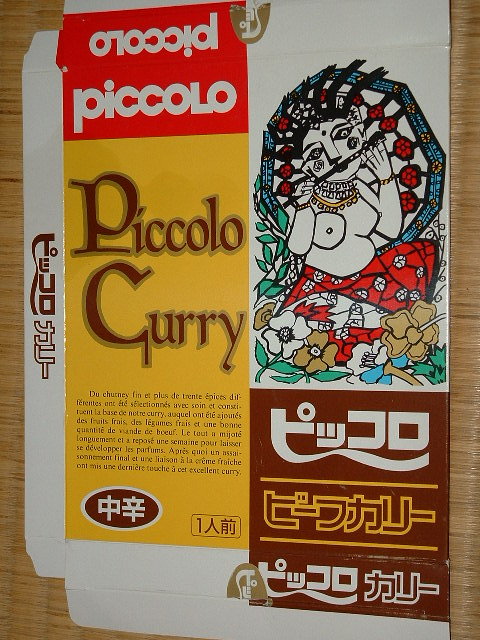 piccolo
piccolo
Piccolo
Curry
Du chutney fin et plus de trente épices dif-
férentes ont été sélectionnés avec soin et consti-
tuent la base de notre curry, auquel ont été ajoutés
des fruits frais, des légumes frais et une bonne
quantité de viande de boeuf. Le tout a mijoté
longuement et a reposé une semaine pour laisser
se développer les parfums. Après quoi un assai-
sonnement final et une liaison à la crème fraîche
ont mis une dernière touche à cet excellent curry.
中辛
1人前
ピッコロ カリー
ピッコロ
ビーフカリー
ピッコロ カリー